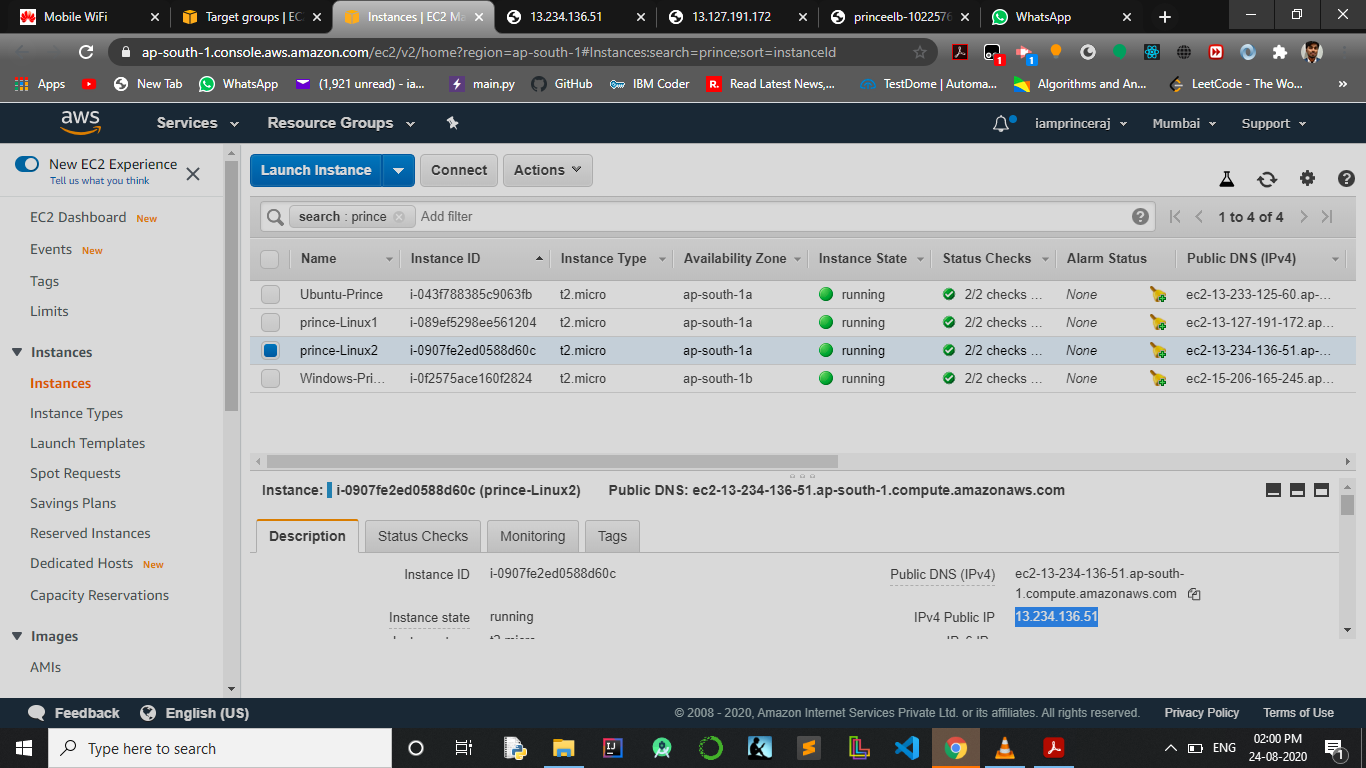 Mobile WiFi
Target groups | EC
Instances | EC2 Ma
13.234.136.51
13.127.191.172
princeelb-1022576
WhatsApp
ap-south-1.console.aws.amazon.com/ec2/v2/home?region=ap-south-1#Instances:search=prince;sort=instanceId
1
1
Apps
New Tab
WhatsApp
(1,921 unread) - ia...
main.py
GitHub
IBM Coder
R.
Read Latest News,...
TestDome | Automa...
Algorithms and An...
LeetCode - The Wo...
»
aws
Services
Resource Groups
iamprinceraj
Mumbai
Support
New EC2 Experience
Tell us what you think
EC2 Dashboard New
Events New
Tags
Limits
Instances
Instances
Instance Types
Launch Templates
Spot Requests
Savings Plans
Reserved Instances
Dedicated Hosts New
Capacity Reservations
Images
AMIs
Launch Instance
Connect
Actions
search : prince
Add filter
1 to 4 of 4
Name Instance ID Instance Type Availability Zone Instance State Status Checks Alarm Status Public DNS (IPv4)
Ubuntu-Prince i-043f788385c9063fb t2.micro ap-south-1a running 2/2 checks ... None ec2-13-233-125-60.ap-...
prince-Linux1 i-089ef5298ee561204 t2.micro ap-south-1a running 2/2 checks ... None ec2-13-127-191-172.ap...
prince-Linux2 i-0907fe2ed0588d60c t2.micro ap-south-1a running 2/2 checks ... None ec2-13-234-136-51.ap-...
Windows-Pri... i-0f2575ace160f2824 t2.micro ap-south-1b running 2/2 checks ... None ec2-15-206-165-245.ap...
Instance: i-0907fe2ed0588d60c (prince-Linux2) Public DNS: ec2-13-234-136-51.ap-south-1.compute.amazonaws.com
Description
Status Checks
Monitoring
Tags
Instance ID i-0907fe2ed0588d60c
Public DNS (IPv4) ec2-13-234-136-51.ap-south-
1.compute.amazonaws.com
Instance state running
IPv4 Public IP 13.234.136.51
Feedback
English (US)
© 2008 - 2020, Amazon Internet Services Private Ltd. or its affiliates. All rights reserved.
Privacy Policy
Terms of Use
Type here to search
ENG
02:00 PM
24-08-2020
1